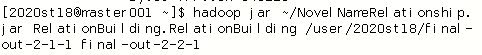 [2020st18@master001 ~]$ hadoop jar ~/NovelNameRelationship.
jar RelationBuilding.RelationBuilding /user/2020st18/final-
out-2-1-1 final-out-2-2-1